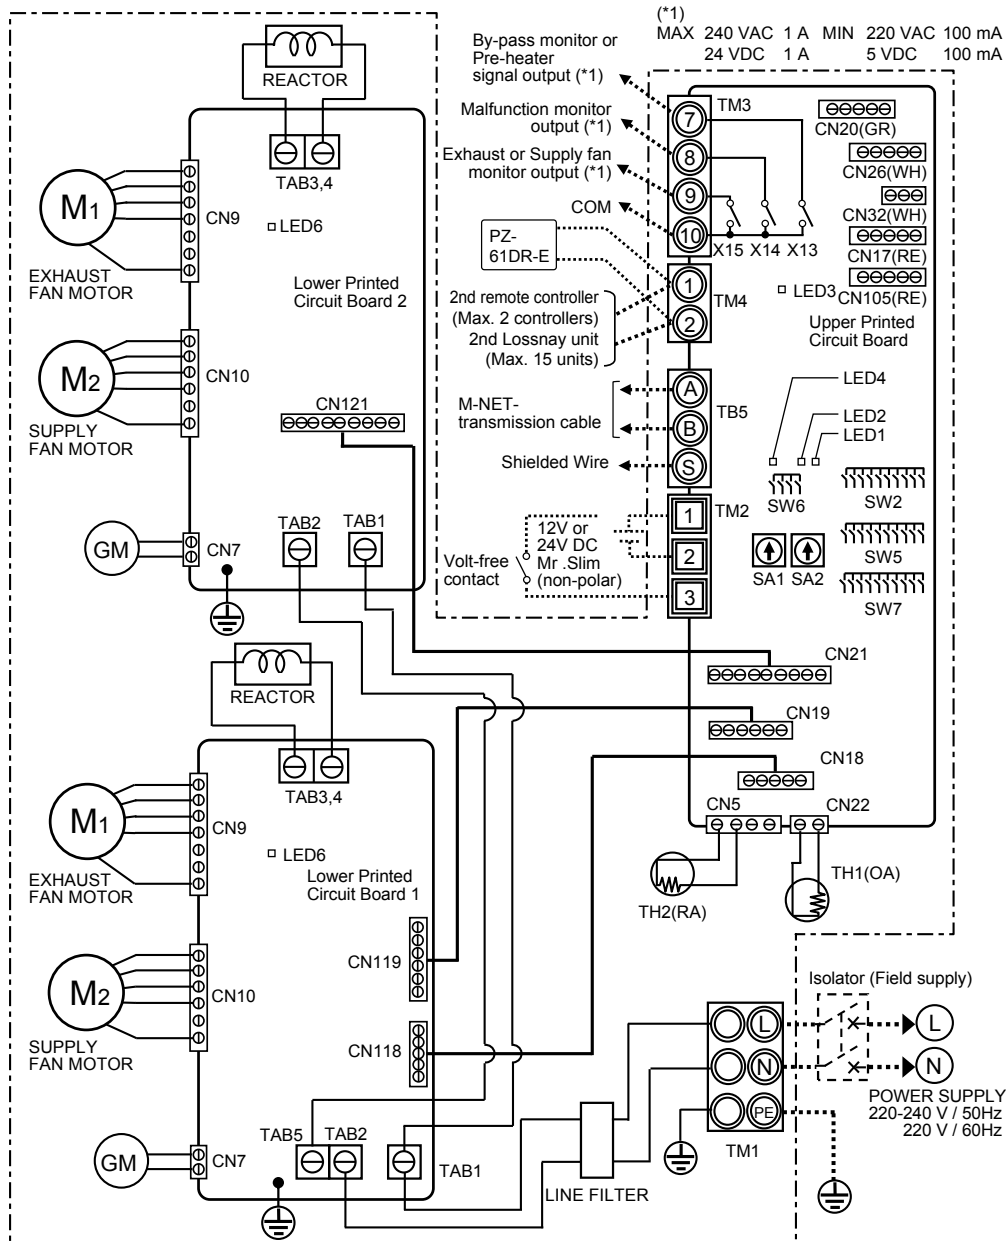 (*1)
MAX 240 VAC 1 A MIN 220 VAC 100 mA
24 VDC 1 A 5 VDC 100 mA
REACTOR
TAB3,4
M1
CN9
EXHAUST
FAN MOTOR
LED6
Lower Printed
Circuit Board 2
M2
CN10
SUPPLY
FAN MOTOR
CN121
TAB2
TAB1
GM
CN7
By-pass monitor or
Pre-heater
signal output (*1)
Malfunction monitor
output (*1)
Exhaust or Supply fan
monitor output (*1)
COM
PZ-
61DR-E
2nd remote controller
(Max. 2 controllers)
2nd Lossnay unit
(Max. 15 units)
M-NET-
transmission cable
Shielded Wire
Volt-free
contact
12V or
24V DC
Mr .Slim
(non-polar)
TM3
7
8
9
10
X15 X14 X13
1
2
TM4
A
B
S
TB5
1
2
3
TM2
CN20(GR)
CN26(WH)
CN32(WH)
CN17(RE)
CN105(RE)
LED3
Upper Printed
Circuit Board
LED4
LED2
LED1
SW6
SW2
SW5
SA1 SA2
SW7
CN21
CN19
CN18
CN5
CN22
TH2(RA)
TH1(OA)
REACTOR
TAB3,4
M1
CN9
EXHAUST
FAN MOTOR
LED6
Lower Printed
Circuit Board 1
CN119
M2
CN10
SUPPLY
FAN MOTOR
CN118
TAB5
TAB2
TAB1
GM
CN7
LINE FILTER
L
N
PE
TM1
Isolator (Field supply)
L
N
POWER SUPPLY
220-240 V / 50Hz
220 V / 60Hz